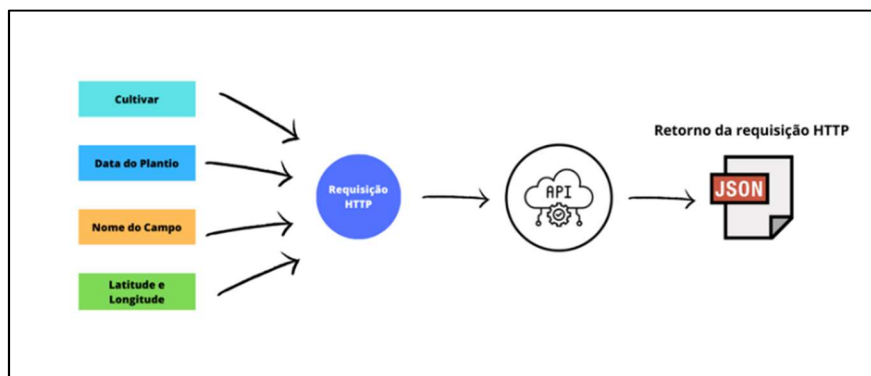 Cultivar
Data do Plantio
Nome do Campo
Latitude e
Longitude
Requisição
HTTP
API
Retorno da requisição HTTP
JSON